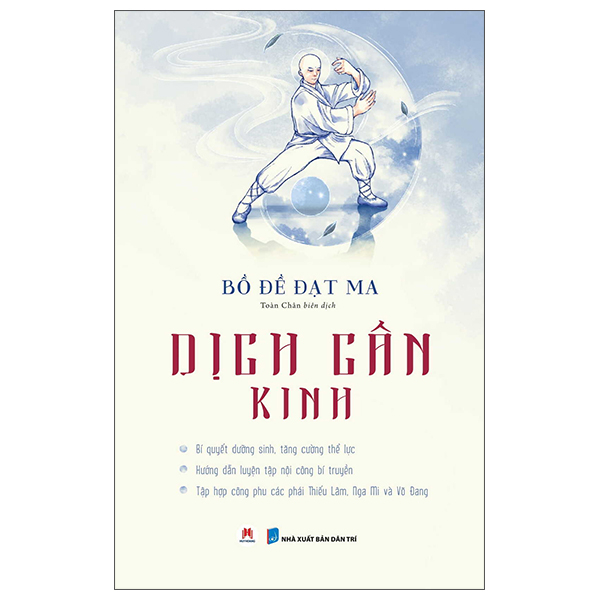 BỒ ĐỀ ĐẠT MA
Toàn Chân biên dịch
DỊCH CÂN
KINH
Bí quyết dưỡng sinh, tăng cường thể lực
Hướng dẫn luyện tập nội công bí truyền
Tập hợp công phu các phái Thiếu Lâm, Nga Mi và Võ Đang
NHÀ XUẤT BẢN DÂN TRÍ